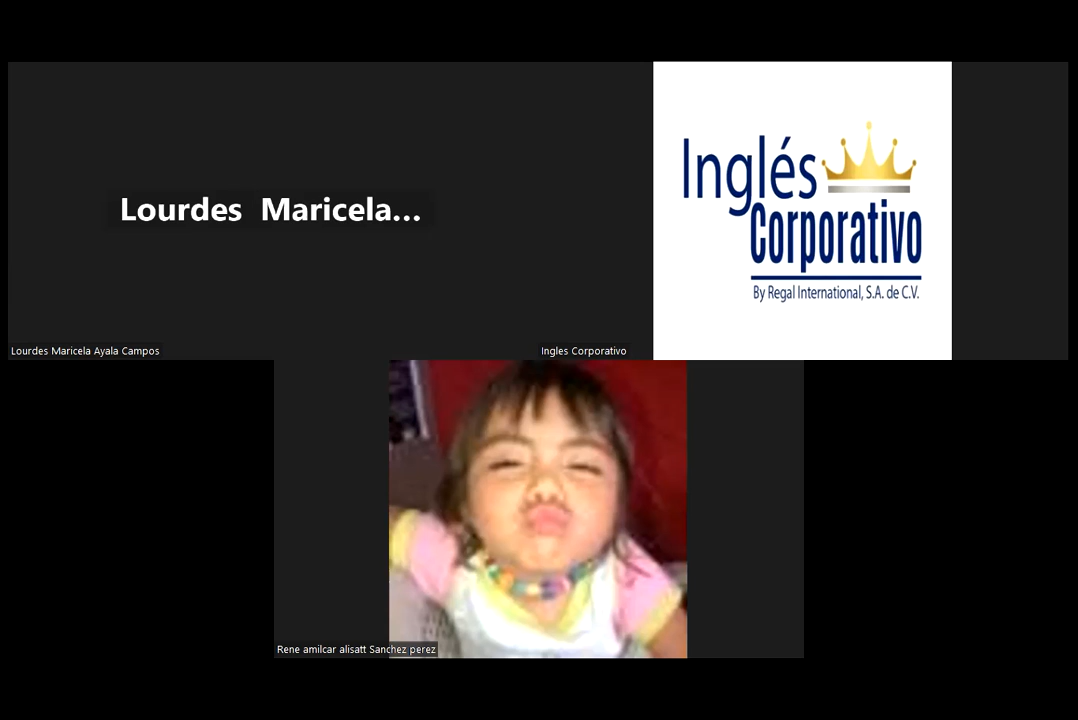 Lourdes Maricela...
Inglés
Corporativo
By Regal International, S.A. de C.V.
Lourdes Maricela Ayala Campos
Ingles Corporativo
Rene amilcar alisatt Sanchez perez